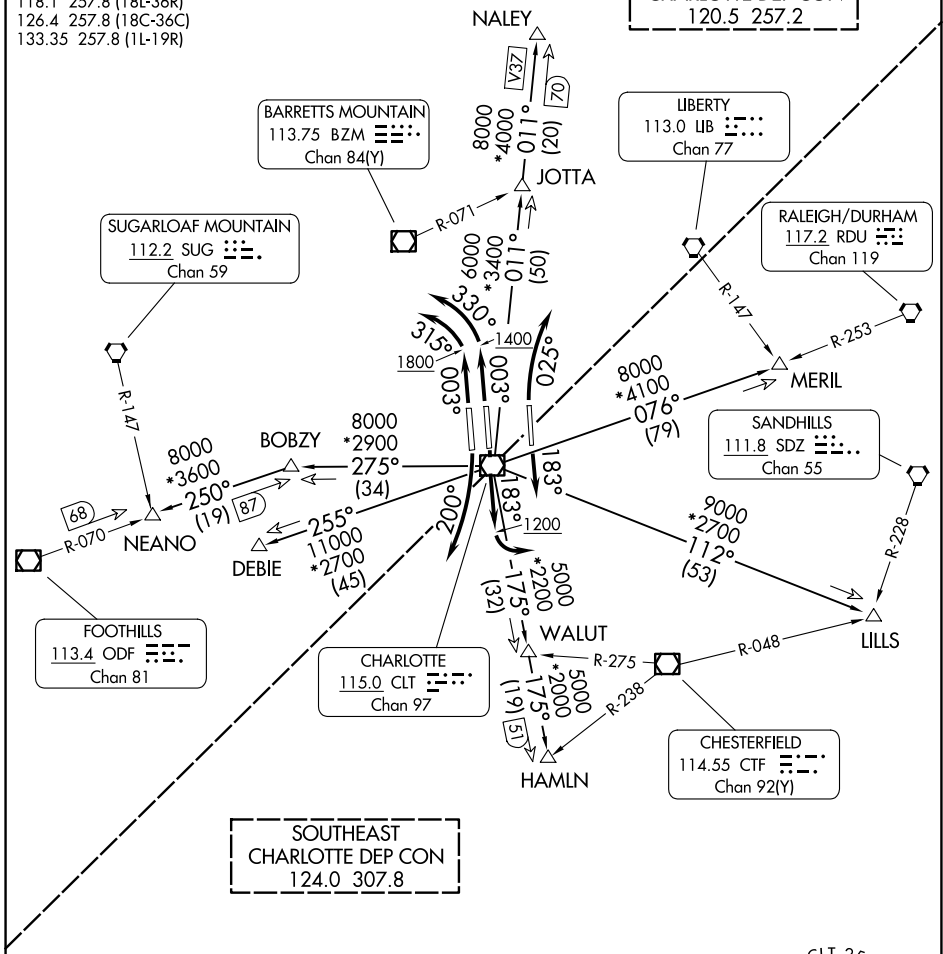 118.1 257.8 (18L-36R)
126.4 257.8 (18C-36C)
133.35 257.8 (1L-19R)
120.5 257.2
NALEY
V37
70
8000
*4000
011°
(20)
BARRETTS MOUNTAIN
113.75 BZM
Chan 84(Y)
LIBERTY
113.0 LIB
Chan 77
JOTTA
R-071
SUGARLOAF MOUNTAIN
112.2 SUG
Chan 59
RALEIGH/DURHAM
117.2 RDU
Chan 119
6000
*3400
011°
(50)
330°
315°
1400
1800
003°
003°
025°
R-147
R-253
MERIL
8000
*4100
076°
(79)
R-147
BOBZY
8000
*2900
275°
(34)
8000
*3600
250°
(19)
87
SANDHILLS
111.8 SDZ
Chan 55
68
R-070
NEANO
255°
11000
*2700
(45)
DEBIE
200°
183°
183°
1200
9000
*2700
112°
(53)
R-228
LILLS
5000
*2200
175°
(32)
WALUT
R-275
R-048
FOOTHILLS
113.4 ODF
Chan 81
CHARLOTTE
115.0 CLT
Chan 97
5000
*2000
175°
(19)
51
R-238
HAMLN
CHESTERFIELD
114.55 CTF
Chan 92(Y)
SOUTHEAST
CHARLOTTE DEP CON
124.0 307.8